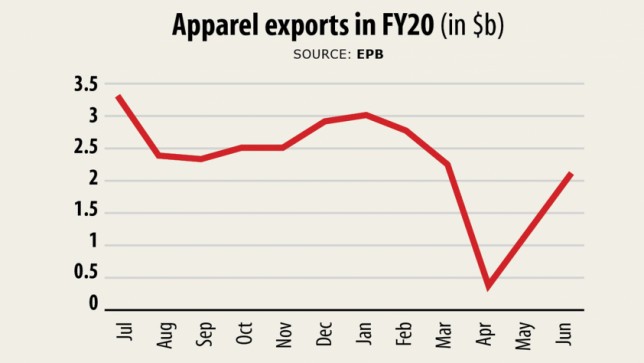 Apparel exports in FY20 (in $b)
SOURCE: EPB
3.5
3
2.5
2
1.5
1
0.5
0
Jul Aug Sep Oct Nov Dec Jan Feb Mar Apr May Jun